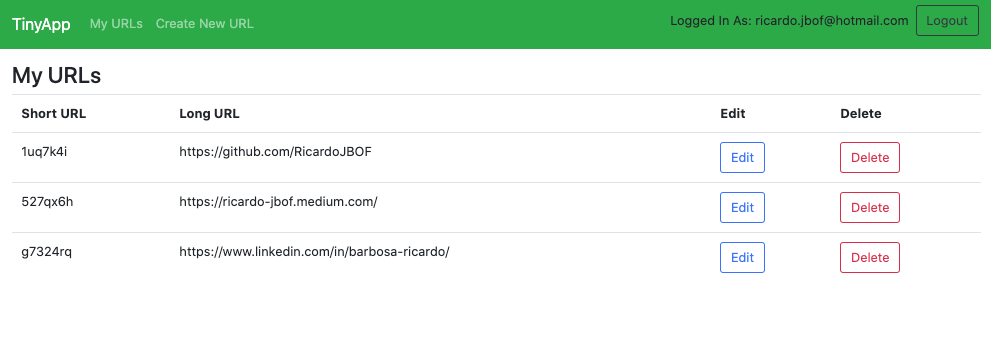 TinyApp My URLs Create New URL Logged In As: ricardo.jbof@hotmail.com Logout
My URLs
Short URL Long URL Edit Delete
1uq7k4i https://github.com/RicardoJBOF Edit Delete
527qx6h https://ricardo-jbof.medium.com/ Edit Delete
g7324rq https://www.linkedin.com/in/barbosa-ricardo/ Edit Delete